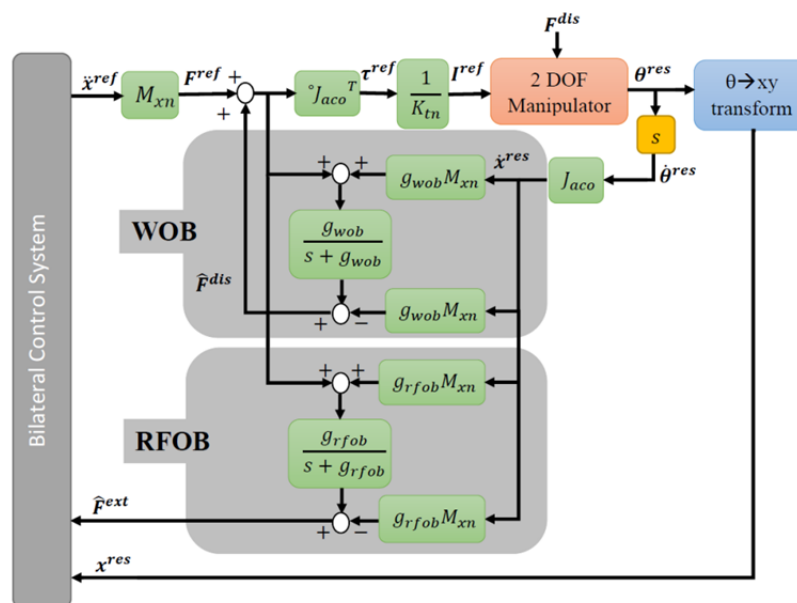 F^dis
ẍ^ref
M_xn
F^ref
+
+
°J_aco^T
τ^ref
1
K_tn
I^ref
2 DOF
Manipulator
θ^res
θ→xy
transform
s
θ̇^res
J_aco
ẋ^res
+
+
g_wob M_xn
WOB
g_wob
s + g_wob
F̂^dis
+
−
g_wob M_xn
Bilateral Control System
+
+
g_rfob M_xn
RFOB
g_rfob
s + g_rfob
F̂^ext
+
−
g_rfob M_xn
x^res